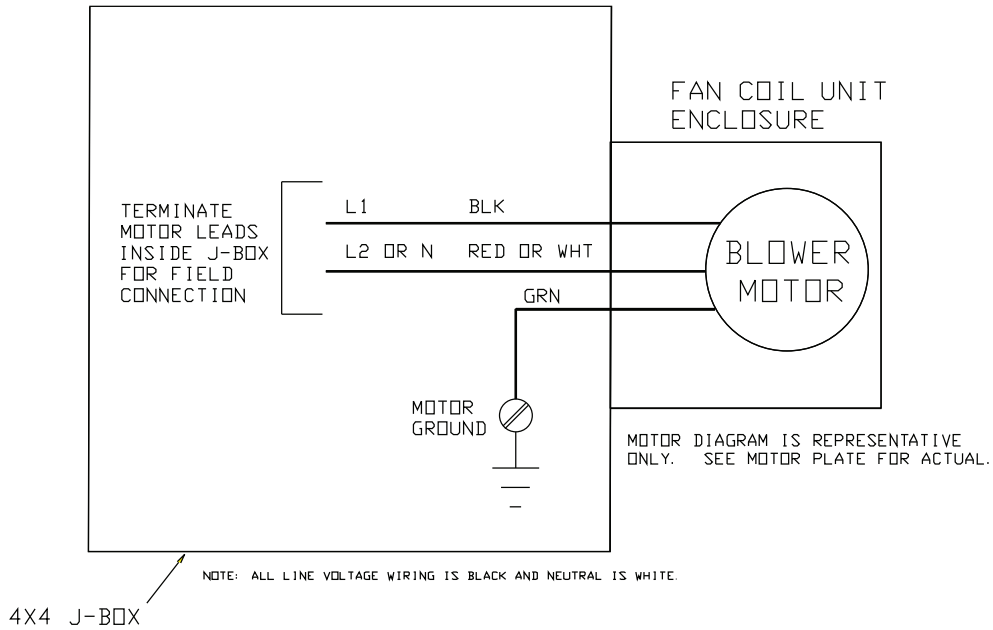 FAN COIL UNIT
ENCLOSURE
TERMINATE
MOTOR LEADS
INSIDE J-BOX
FOR FIELD
CONNECTION
L1 BLK
L2 OR N RED OR WHT
GRN
BLOWER
MOTOR
MOTOR
GROUND
MOTOR DIAGRAM IS REPRESENTATIVE
ONLY. SEE MOTOR PLATE FOR ACTUAL.
NOTE: ALL LINE VOLTAGE WIRING IS BLACK AND NEUTRAL IS WHITE.
4X4 J-BOX